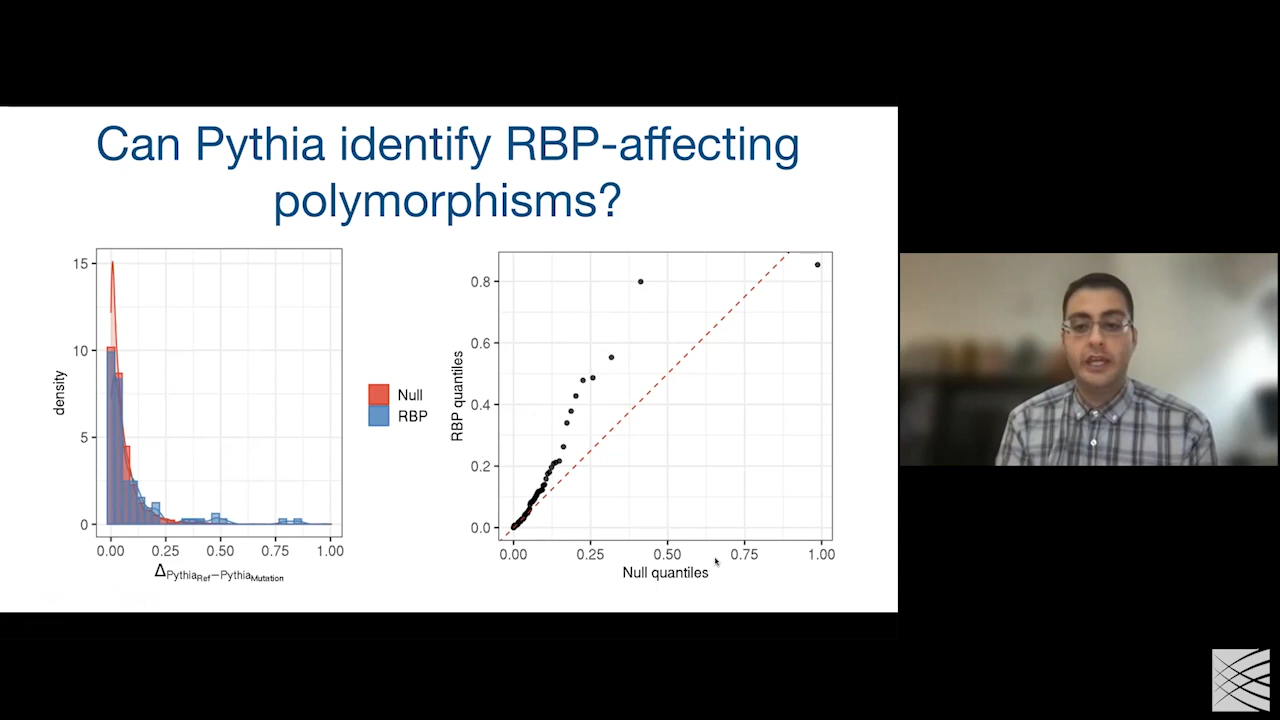 Can Pythia identify RBP-affecting
polymorphisms?
15
10
5
0
density
0.00 0.25 0.50 0.75 1.00
ΔPythiaRef−PythiaMutation
Null
RBP
0.8
0.6
0.4
0.2
0.0
RBP quantiles
0.00 0.25 0.50 0.75 1.00
Null quantiles